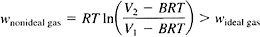 w_nonideal gas = RT ln((V₂ − BRT)/(V₁ − BRT)) > w_ideal gas